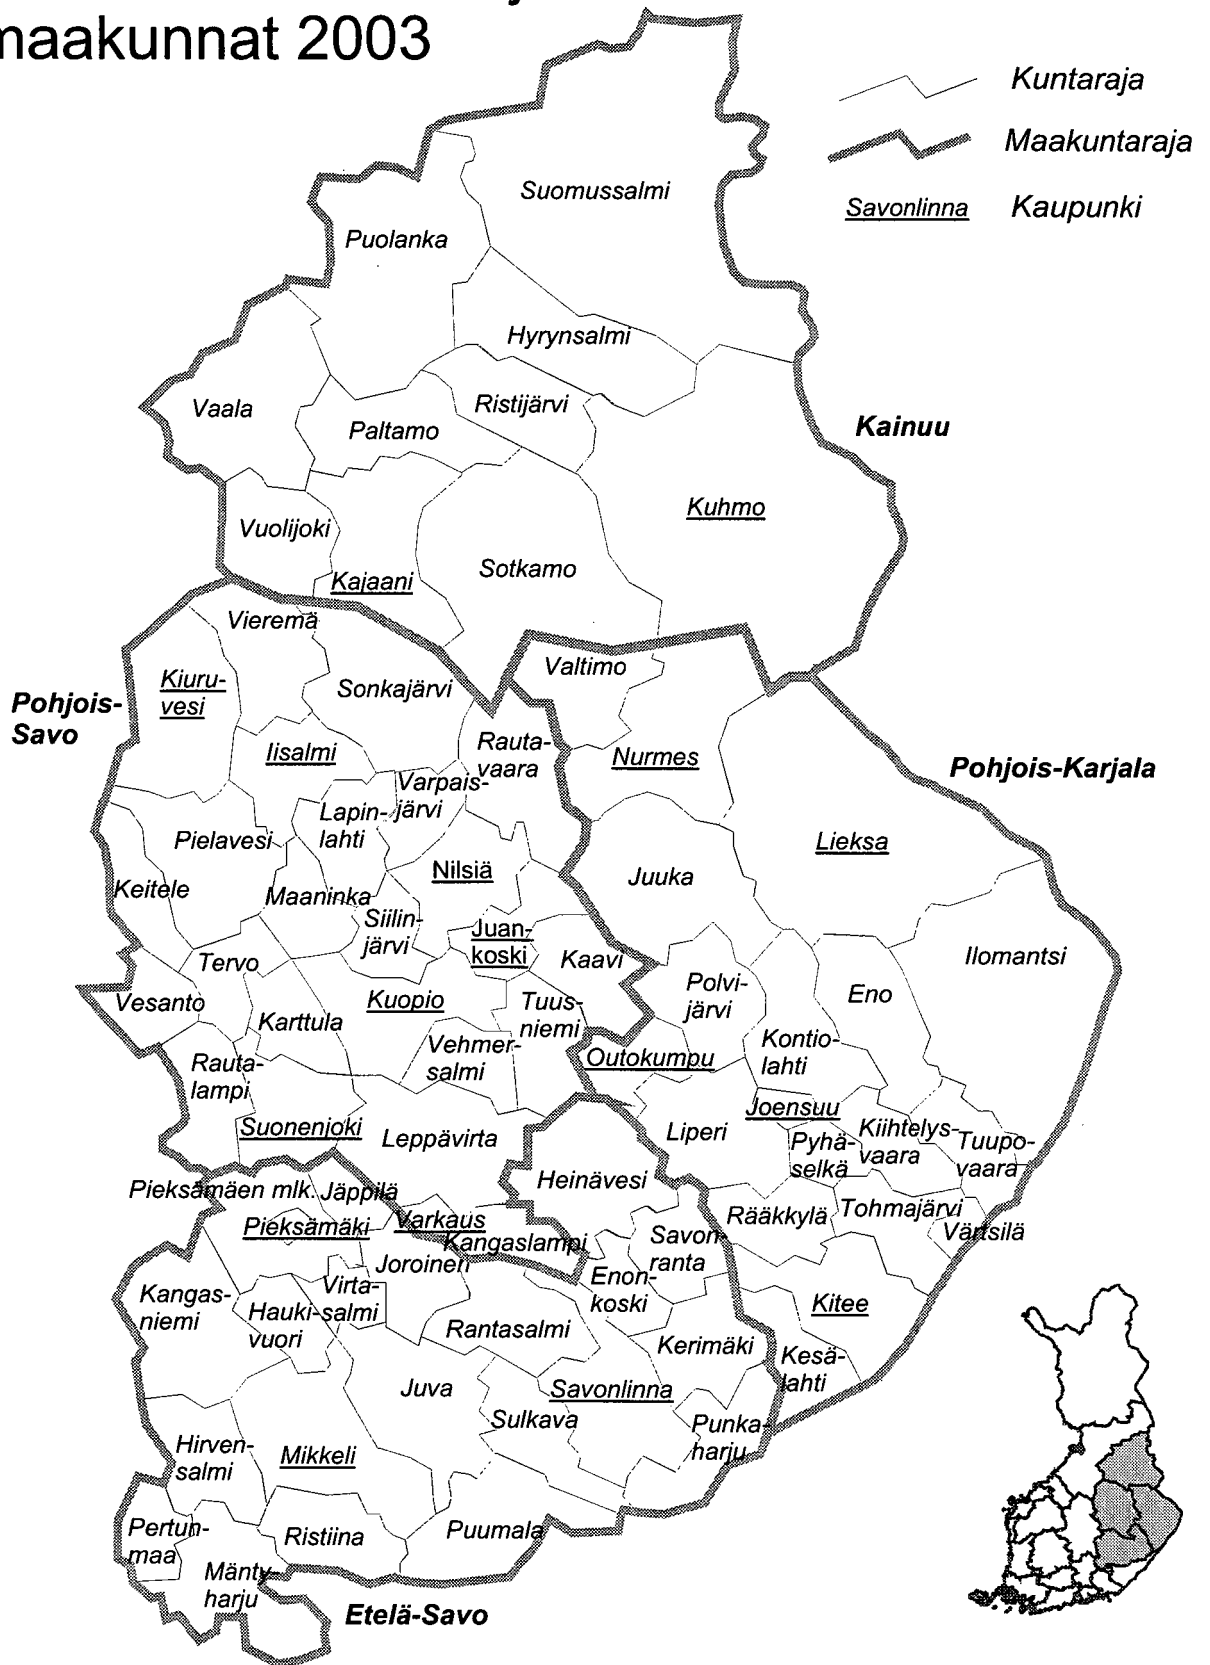 maakunnat 2003
Kuntaraja
Maakuntaraja
Savonlinna Kaupunki
Suomussalmi
Puolanka
Hyrynsalmi
Vaala
Ristijärvi
Paltamo
Kainuu
Kuhmo
Vuolijoki
Sotkamo
Kajaani
Vieremä
Valtimo
Kiuru-
vesi
Sonkajärvi
Pohjois-
Savo
Iisalmi
Rauta-
vaara
Nurmes
Pohjois-Karjala
Varpais-
järvi
Lapin-
lahti
Pielavesi
Lieksa
Nilsiä
Juuka
Keitele
Maaninka
Siilin-
järvi
Juan-
koski
Kaavi
Ilomantsi
Tervo
Polvi-
järvi
Vesanto
Kuopio
Tuus-
niemi
Eno
Karttula
Vehmer-
salmi
Outokumpu
Kontio-
lahti
Rauta-
lampi
Joensuu
Suonenjoki
Leppävirta
Liperi
Pyhä-
selkä
Kiihtelys-
vaara
Tuupo-
vaara
Heinävesi
Pieksämäen mlk.
Jäppilä
Rääkkylä
Tohmajärvi
Pieksämäki
Varkaus
Kangaslampi
Savon-
ranta
Värtsilä
Joroinen
Kangas-
niemi
Virta-
salmi
Hauki-
vuori
Enon-
koski
Kitee
Rantasalmi
Kerimäki
Kesä-
lahti
Juva
Savonlinna
Sulkava
Punka-
harju
Hirven-
salmi
Mikkeli
Pertun-
maa
Ristiina
Puumala
Mänty-
harju
Etelä-Savo